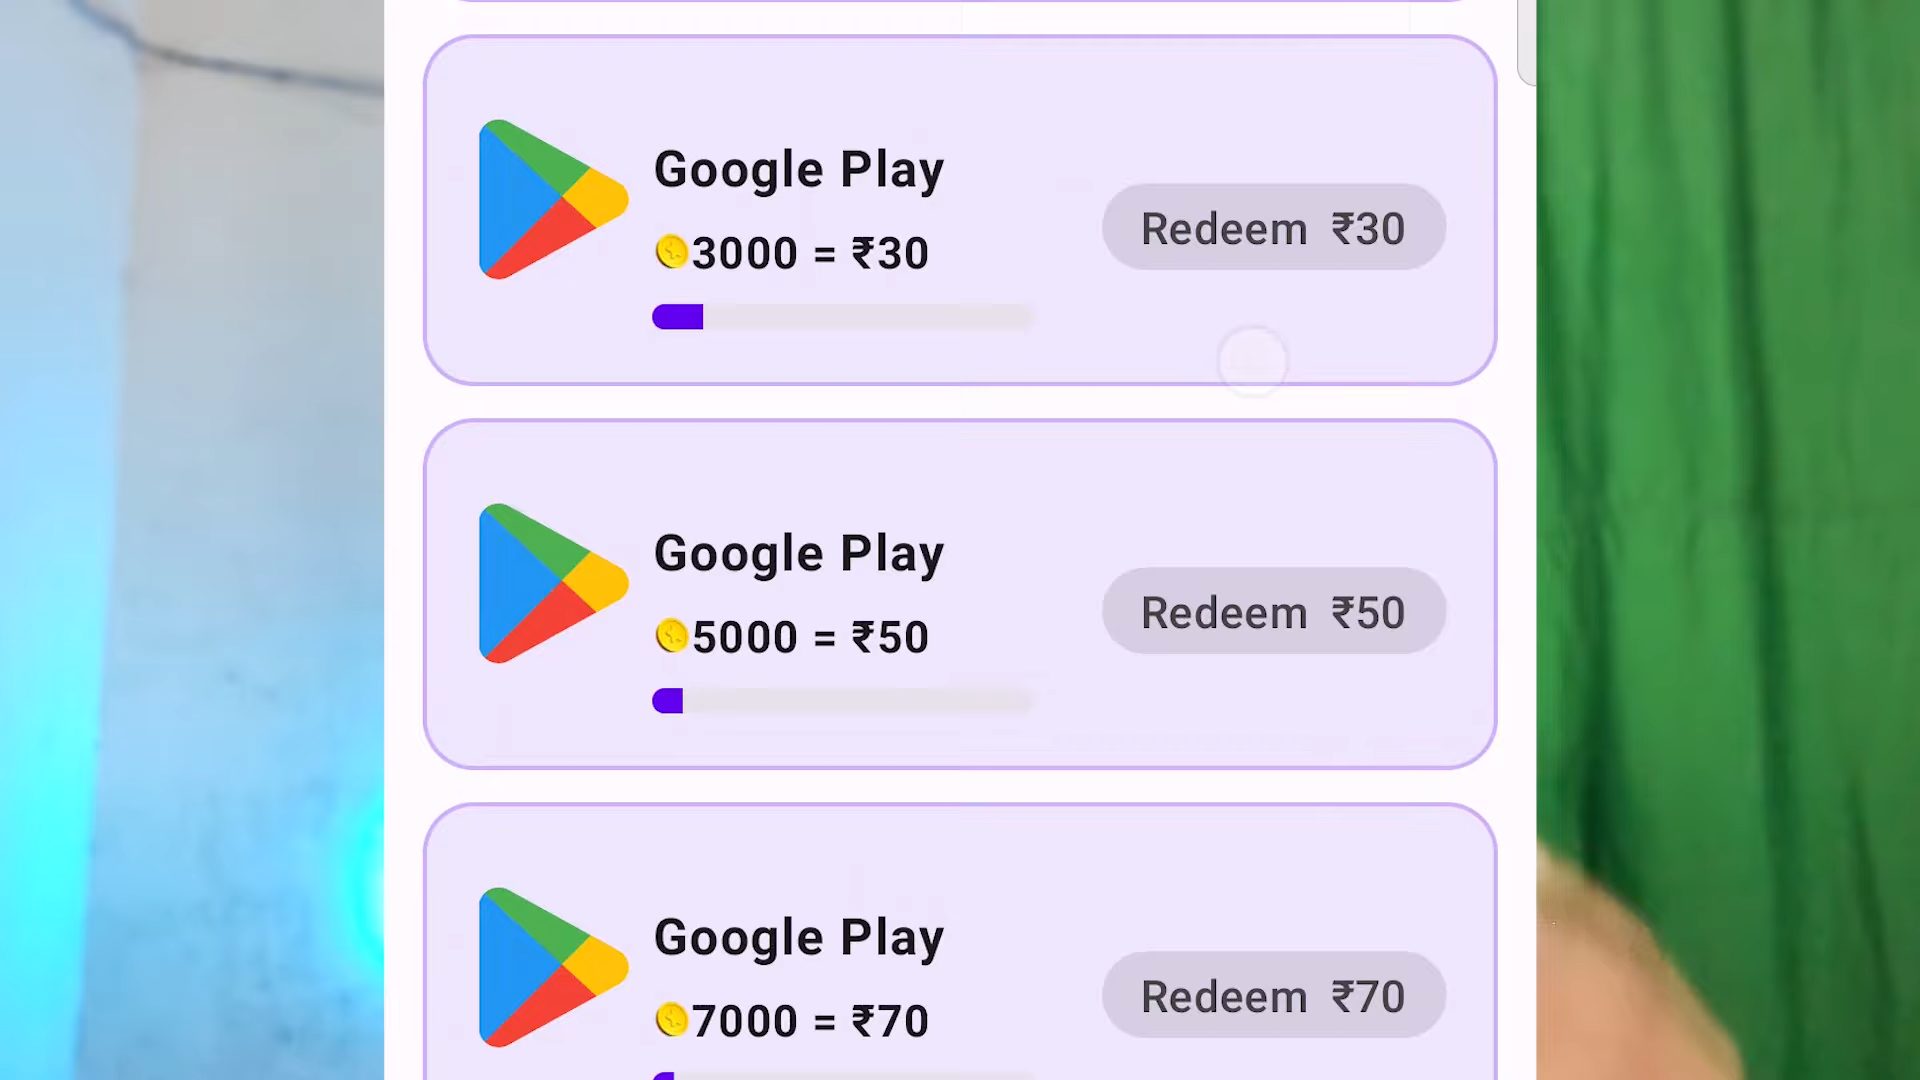 Google Play
3000 = ₹30
Redeem ₹30
Google Play
5000 = ₹50
Redeem ₹50
Google Play
7000 = ₹70
Redeem ₹70